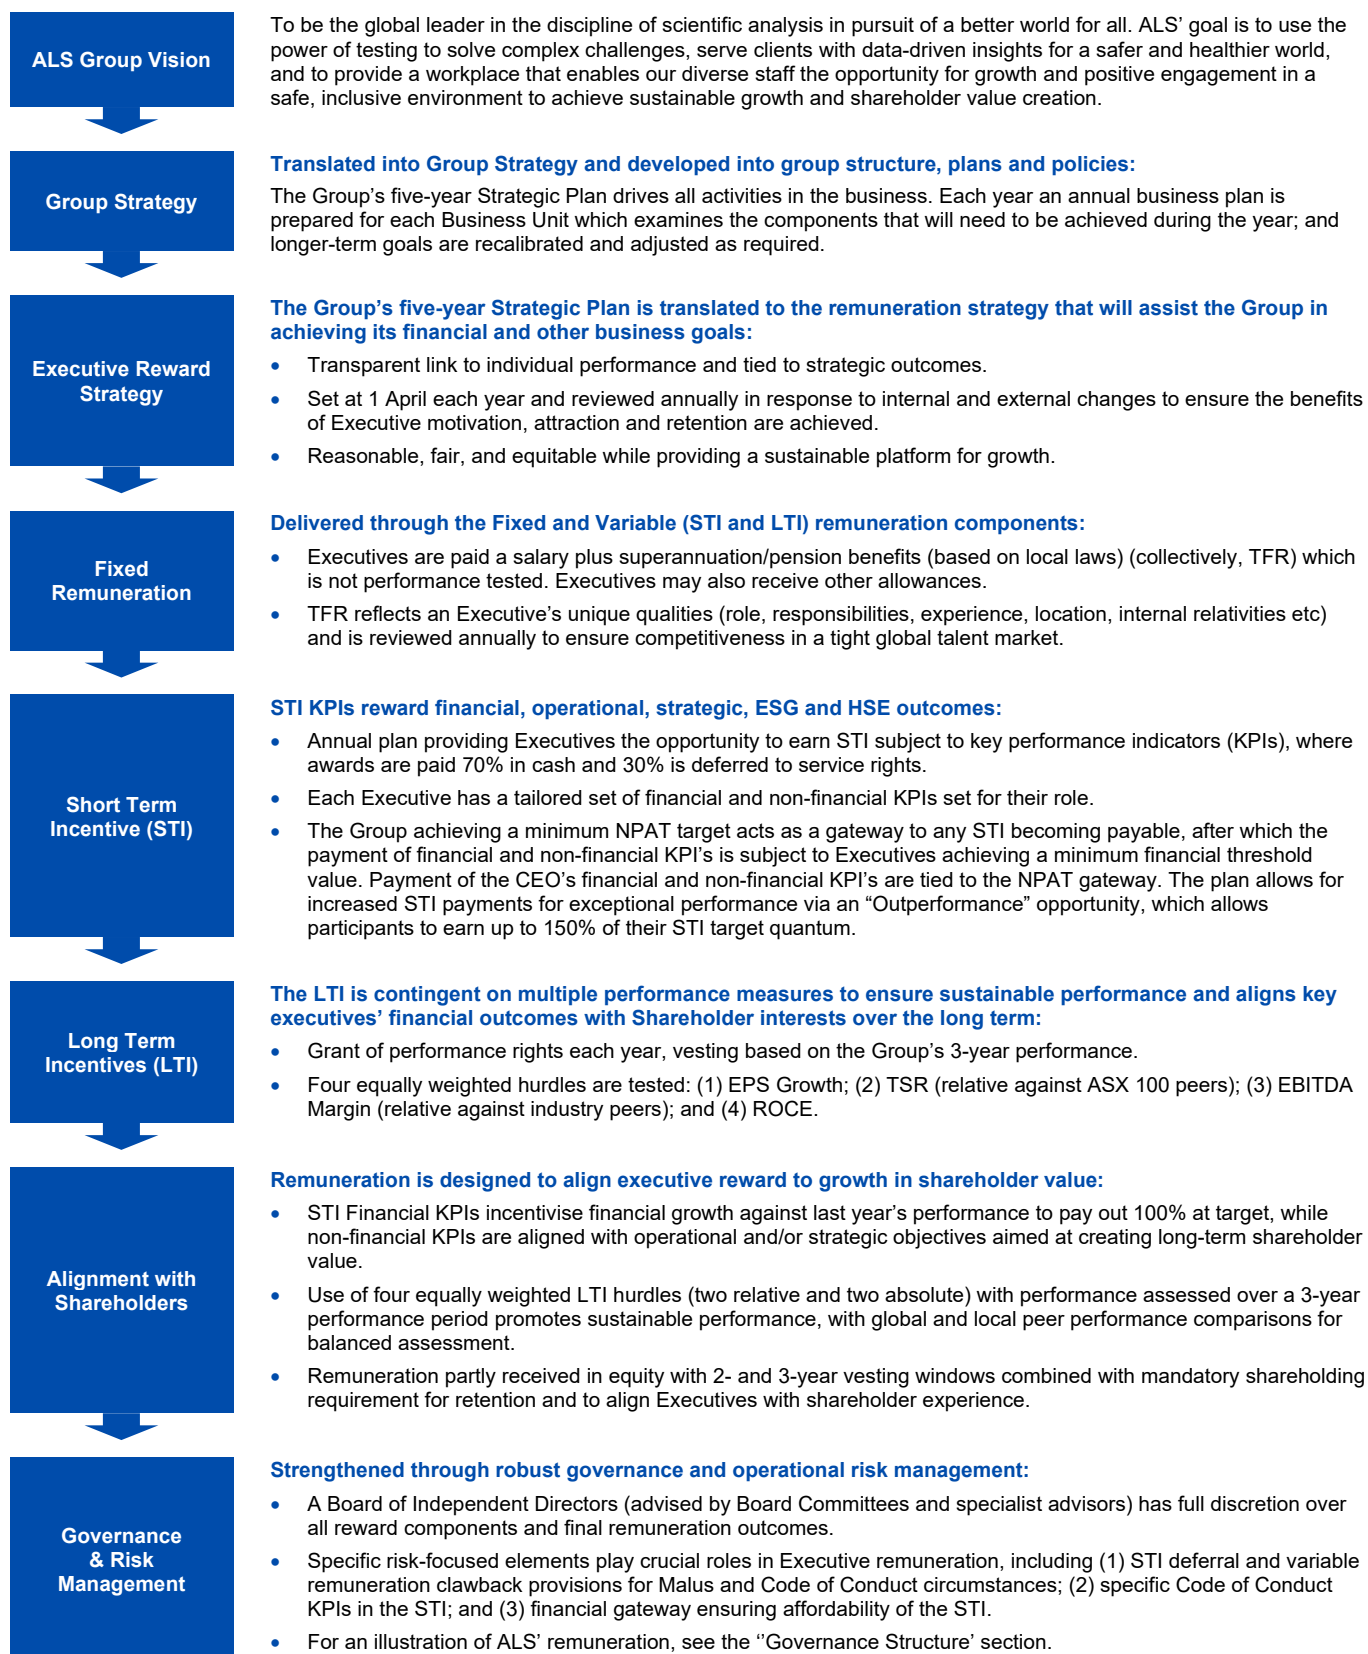 ALS Group Vision
To be the global leader in the discipline of scientific analysis in pursuit of a better world for all. ALS’ goal is to use the
power of testing to solve complex challenges, serve clients with data-driven insights for a safer and healthier world,
and to provide a workplace that enables our diverse staff the opportunity for growth and positive engagement in a
safe, inclusive environment to achieve sustainable growth and shareholder value creation.
Group Strategy
Translated into Group Strategy and developed into group structure, plans and policies:
The Group’s five-year Strategic Plan drives all activities in the business. Each year an annual business plan is
prepared for each Business Unit which examines the components that will need to be achieved during the year; and
longer-term goals are recalibrated and adjusted as required.
Executive Reward
Strategy
The Group’s five-year Strategic Plan is translated to the remuneration strategy that will assist the Group in
achieving its financial and other business goals:
• Transparent link to individual performance and tied to strategic outcomes.
• Set at 1 April each year and reviewed annually in response to internal and external changes to ensure the benefits
of Executive motivation, attraction and retention are achieved.
• Reasonable, fair, and equitable while providing a sustainable platform for growth.
Fixed
Remuneration
Delivered through the Fixed and Variable (STI and LTI) remuneration components:
• Executives are paid a salary plus superannuation/pension benefits (based on local laws) (collectively, TFR) which
is not performance tested. Executives may also receive other allowances.
• TFR reflects an Executive’s unique qualities (role, responsibilities, experience, location, internal relativities etc)
and is reviewed annually to ensure competitiveness in a tight global talent market.
Short Term
Incentive (STI)
STI KPIs reward financial, operational, strategic, ESG and HSE outcomes:
• Annual plan providing Executives the opportunity to earn STI subject to key performance indicators (KPIs), where
awards are paid 70% in cash and 30% is deferred to service rights.
• Each Executive has a tailored set of financial and non-financial KPIs set for their role.
• The Group achieving a minimum NPAT target acts as a gateway to any STI becoming payable, after which the
payment of financial and non-financial KPI’s is subject to Executives achieving a minimum financial threshold
value. Payment of the CEO’s financial and non-financial KPI’s are tied to the NPAT gateway. The plan allows for
increased STI payments for exceptional performance via an “Outperformance” opportunity, which allows
participants to earn up to 150% of their STI target quantum.
Long Term
Incentives (LTI)
The LTI is contingent on multiple performance measures to ensure sustainable performance and aligns key
executives’ financial outcomes with Shareholder interests over the long term:
• Grant of performance rights each year, vesting based on the Group’s 3-year performance.
• Four equally weighted hurdles are tested: (1) EPS Growth; (2) TSR (relative against ASX 100 peers); (3) EBITDA
Margin (relative against industry peers); and (4) ROCE.
Alignment with
Shareholders
Remuneration is designed to align executive reward to growth in shareholder value:
• STI Financial KPIs incentivise financial growth against last year’s performance to pay out 100% at target, while
non-financial KPIs are aligned with operational and/or strategic objectives aimed at creating long-term shareholder
value.
• Use of four equally weighted LTI hurdles (two relative and two absolute) with performance assessed over a 3-year
performance period promotes sustainable performance, with global and local peer performance comparisons for
balanced assessment.
• Remuneration partly received in equity with 2- and 3-year vesting windows combined with mandatory shareholding
requirement for retention and to align Executives with shareholder experience.
Governance
& Risk
Management
Strengthened through robust governance and operational risk management:
• A Board of Independent Directors (advised by Board Committees and specialist advisors) has full discretion over
all reward components and final remuneration outcomes.
• Specific risk-focused elements play crucial roles in Executive remuneration, including (1) STI deferral and variable
remuneration clawback provisions for Malus and Code of Conduct circumstances; (2) specific Code of Conduct
KPIs in the STI; and (3) financial gateway ensuring affordability of the STI.
• For an illustration of ALS’ remuneration, see the ‘’Governance Structure’ section.